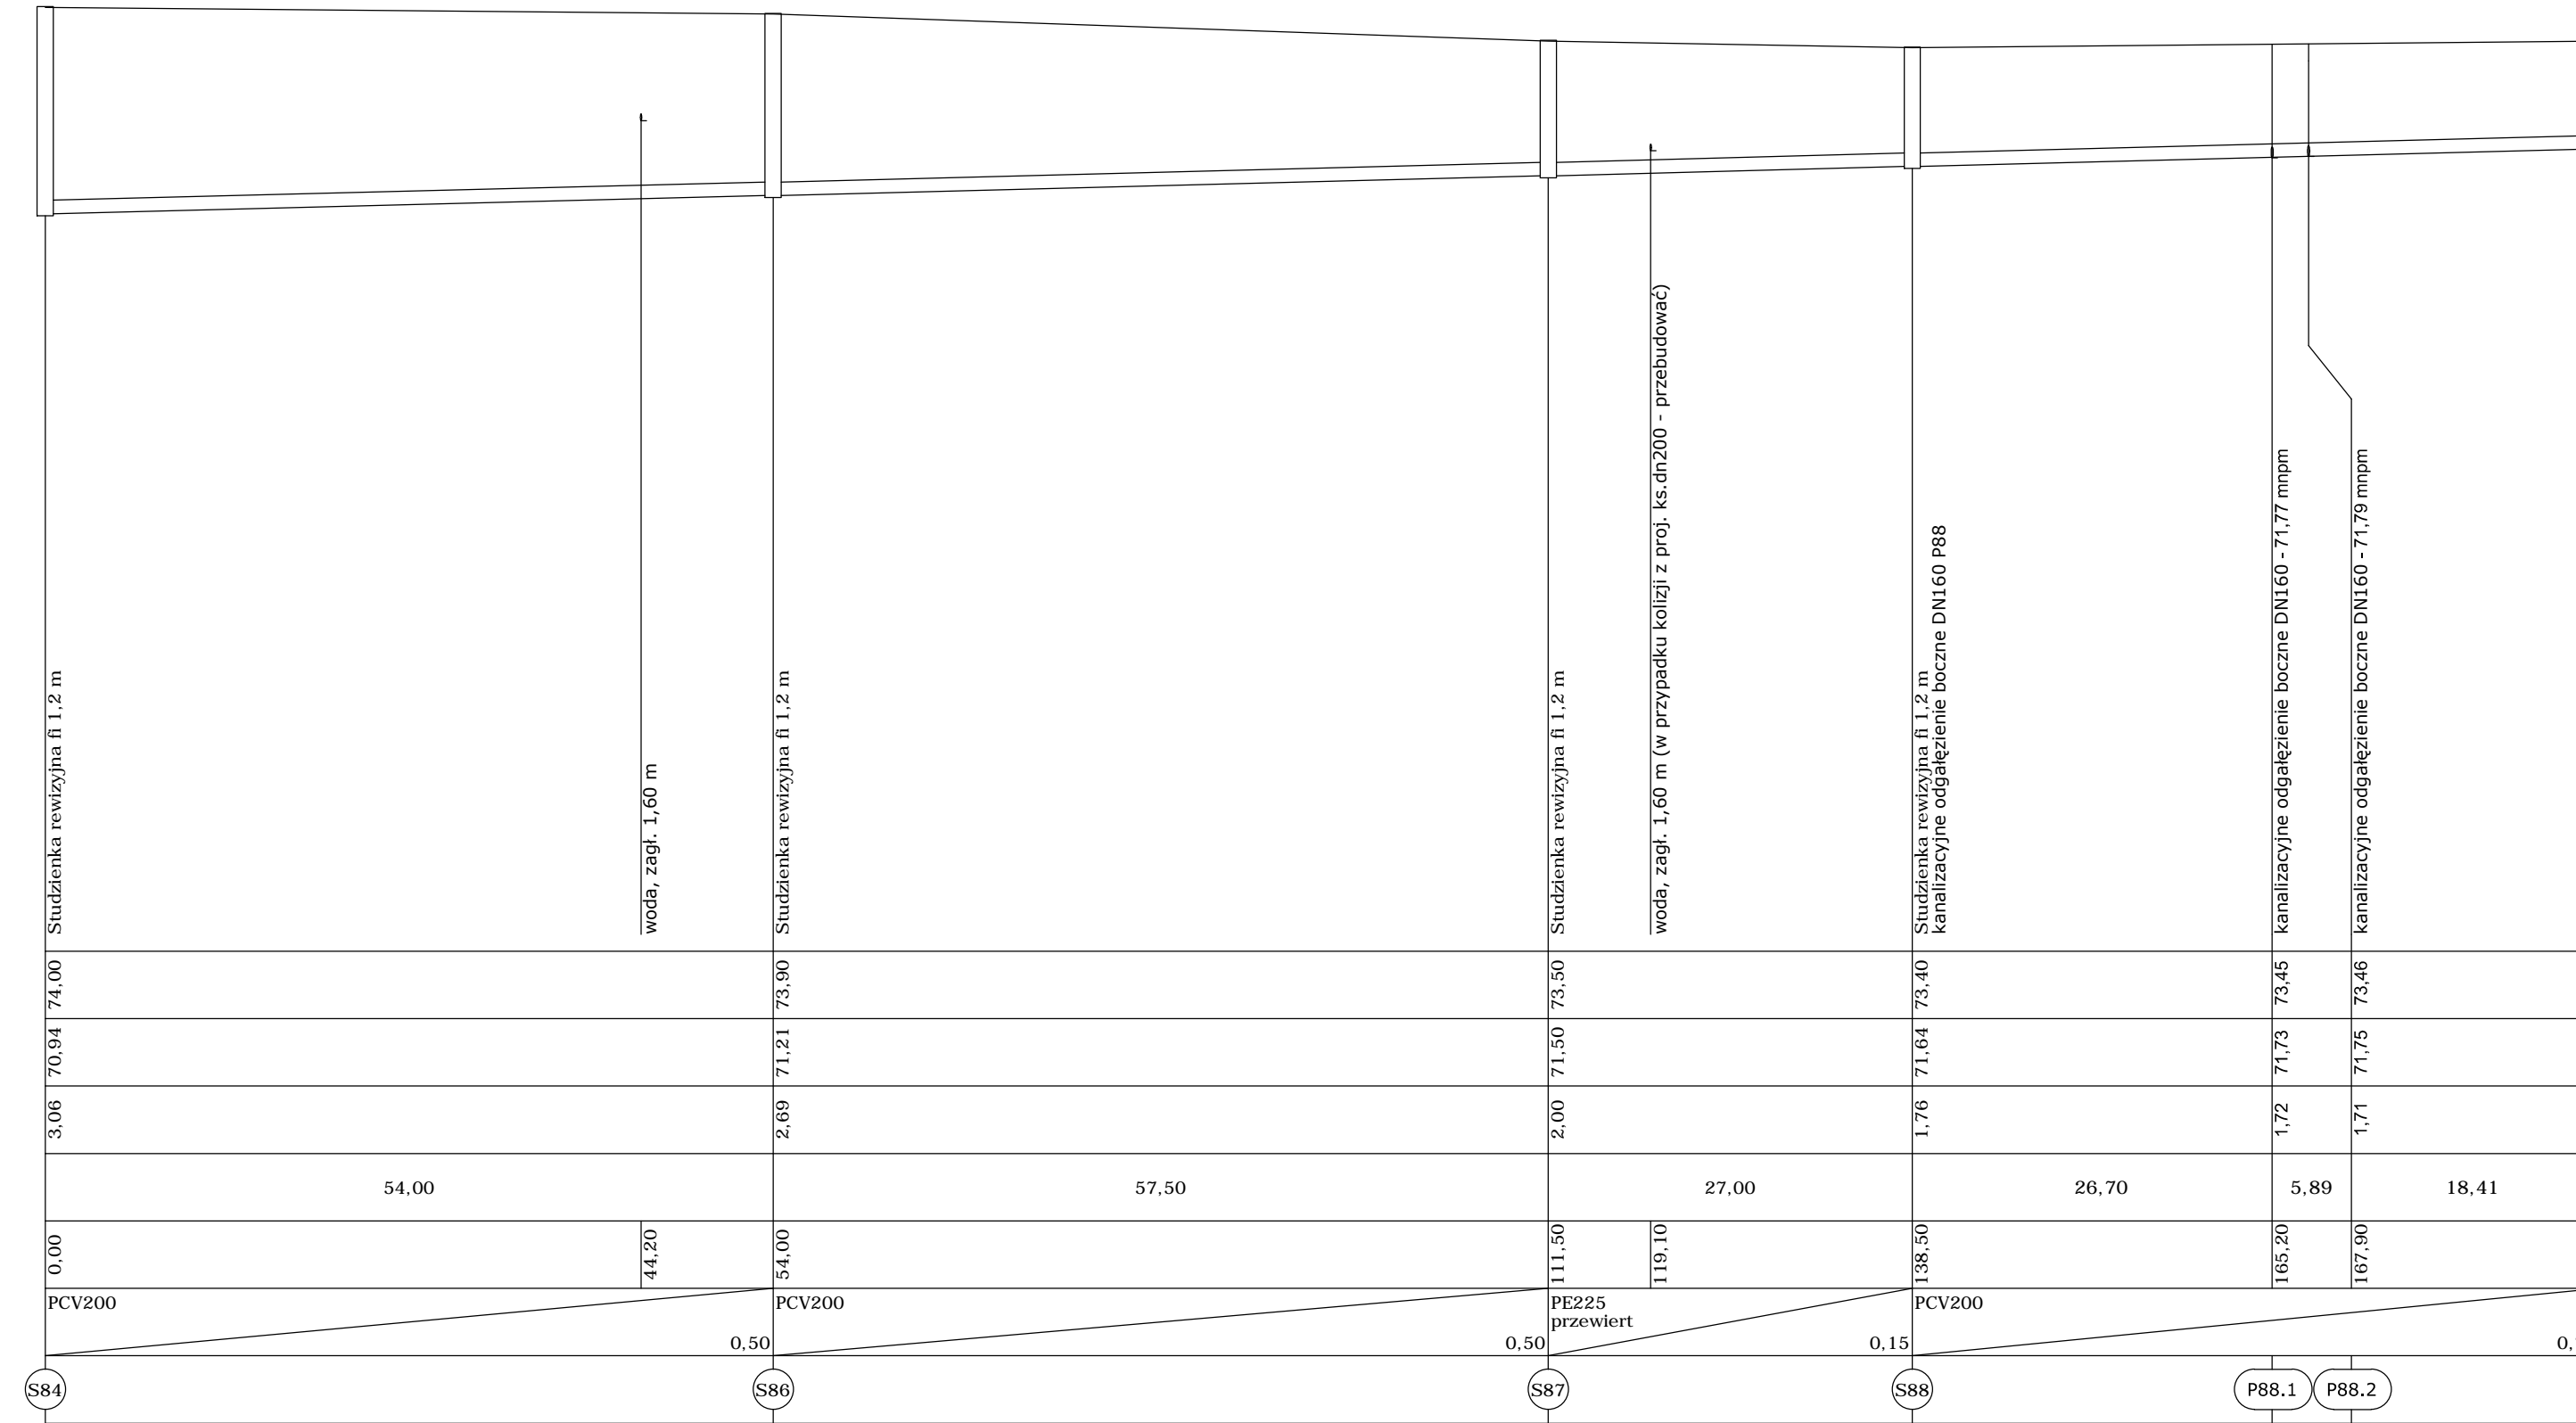 Studzienka rewizyjna fi 1,2 m
woda, zagł. 1,60 m
Studzienka rewizyjna fi 1,2 m
Studzienka rewizyjna fi 1,2 m
woda, zagł. 1,60 m (w przypadku kolizji z proj. ks.dn200 - przebudować)
Studzienka rewizyjna fi 1,2 m
kanalizacyjne odgałęzienie boczne DN160 P88
kanalizacyjne odgałęzienie boczne DN160 - 71,77 mnpm
kanalizacyjne odgałęzienie boczne DN160 - 71,79 mnpm
74,00
73,90
73,50
73,40
73,45
73,46
70,94
71,21
71,50
71,64
71,73
71,75
3,06
2,69
2,00
1,76
1,72
1,71
54,00
57,50
27,00
26,70
5,89
18,41
0,00
44,20
54,00
111,50
119,10
138,50
165,20
167,90
PCV200
PCV200
PE225
przewiert
PCV200
0,50
0,50
0,15
S84
S86
S87
S88
P88.1
P88.2